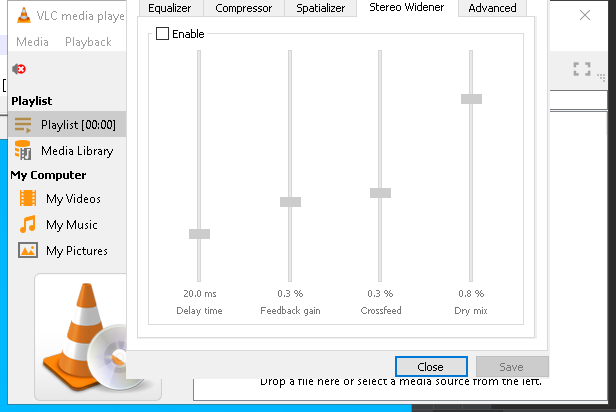 VLC media playe
Media Playback
Equalizer Compressor Spatializer Stereo Widener Advanced
Enable
Playlist
Playlist [00:00]
Media Library
My Computer
My Videos
My Music
My Pictures
20.0 ms 0.3 % 0.3 % 0.8 %
Delay time Feedback gain Crossfeed Dry mix
Close Save
Drop a file here or select a media source from the left.